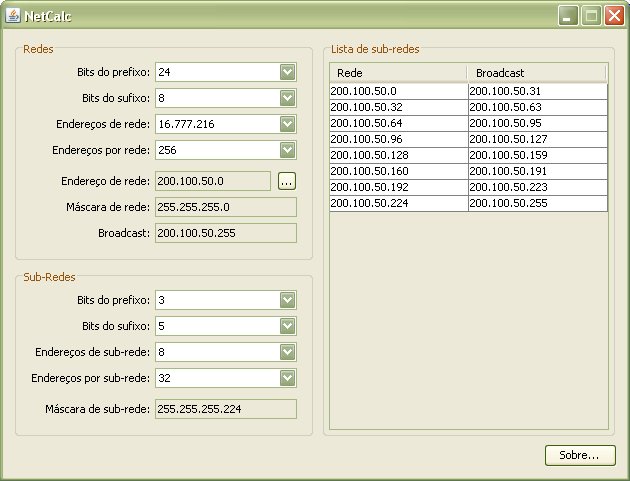 NetCalc
Redes
Bits do prefixo: 24
Bits do sufixo: 8
Endereços de rede: 16.777.216
Endereços por rede: 256
Endereço de rede: 200.100.50.0 ...
Máscara de rede: 255.255.255.0
Broadcast: 200.100.50.255
Sub-Redes
Bits do prefixo: 3
Bits do sufixo: 5
Endereços de sub-rede: 8
Endereços por sub-rede: 32
Máscara de sub-rede: 255.255.255.224
Lista de sub-redes
Rede Broadcast
200.100.50.0 200.100.50.31
200.100.50.32 200.100.50.63
200.100.50.64 200.100.50.95
200.100.50.96 200.100.50.127
200.100.50.128 200.100.50.159
200.100.50.160 200.100.50.191
200.100.50.192 200.100.50.223
200.100.50.224 200.100.50.255
Sobre...